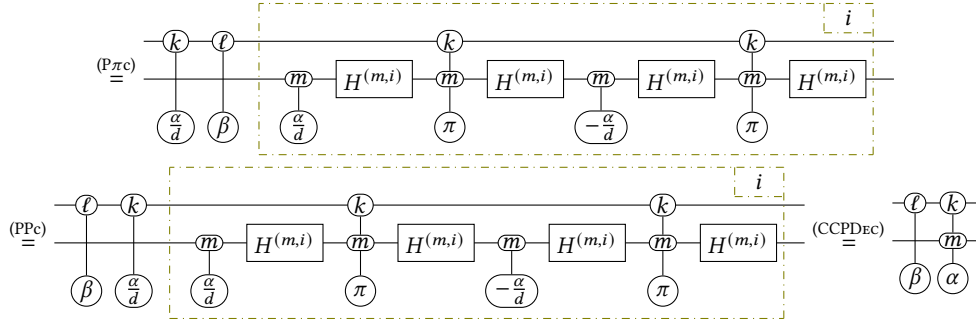 i
(PπC) = k ℓ k k
m H^{(m,i)} m H^{(m,i)} m H^{(m,i)} m H^{(m,i)}
α/d β α/d π −α/d π
i
(PPC) = ℓ k k k (CCPDEC) = ℓ k
m H^{(m,i)} m H^{(m,i)} m H^{(m,i)} m H^{(m,i)} m
β α/d α/d π −α/d π β α